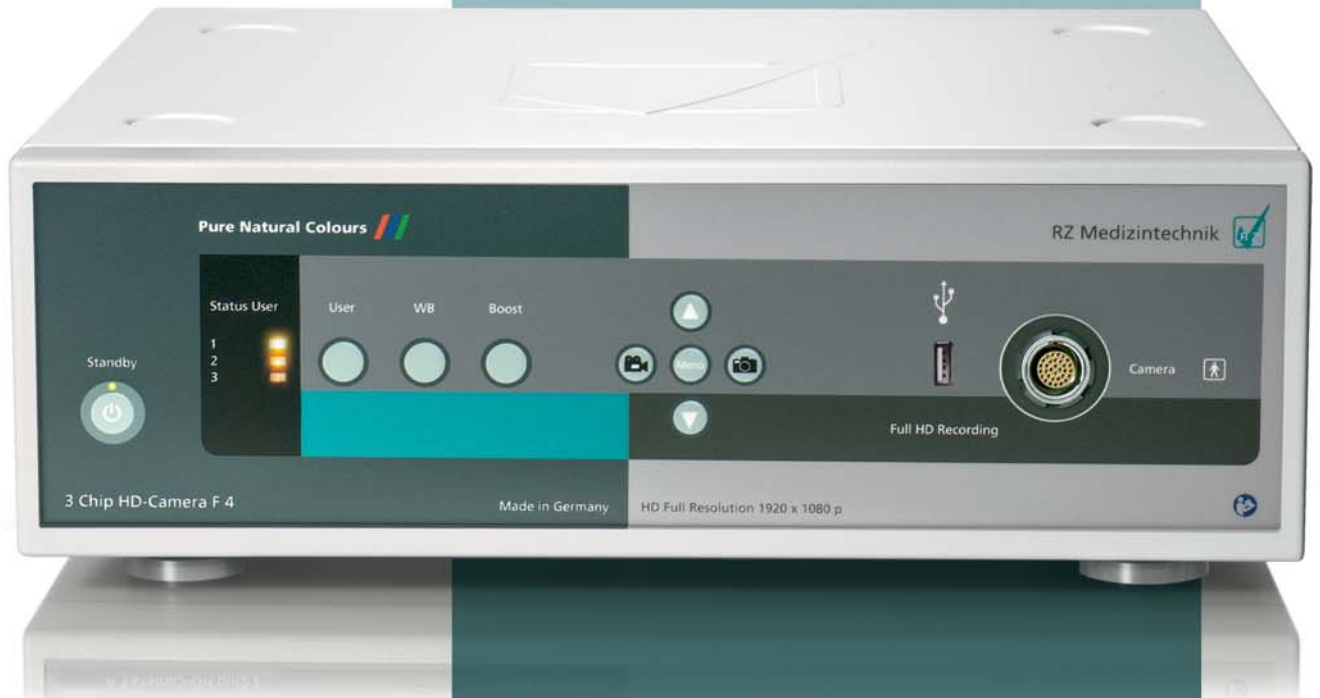 Pure Natural Colours
RZ Medizintechnik
RZ
Status User
User
WB
Boost
1
2
3
Standby
Menu
Camera
Full HD Recording
3 Chip HD-Camera F 4
Made in Germany
HD Full Resolution 1920 x 1080 p